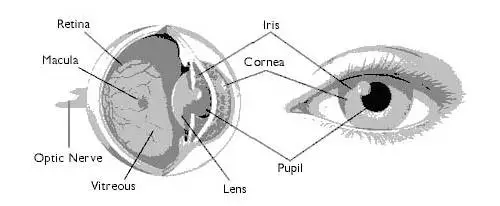 Retina
Iris
Macula
Cornea
Optic Nerve
Pupil
Vitreous
Lens